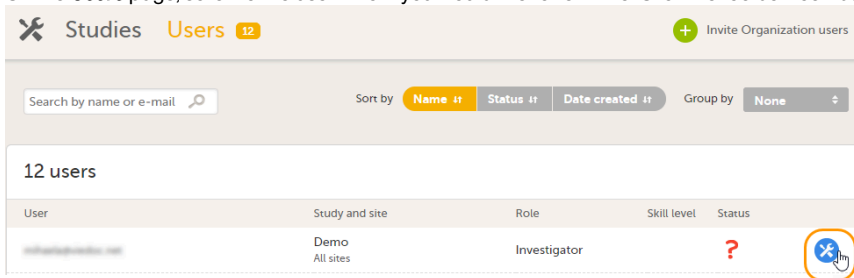 Studies Users 12 Invite Organization users
Search by name or e-mail Sort by Name Status Date created Group by None
12 users
User Study and site Role Skill level Status
Demo Investigator ?
All sites